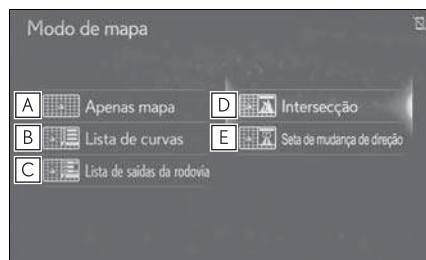 Modo de mapa
A Apenas mapa
B Lista de curvas
C Lista de saídas da rodovia
D Intersecção
E Seta de mudança de direção